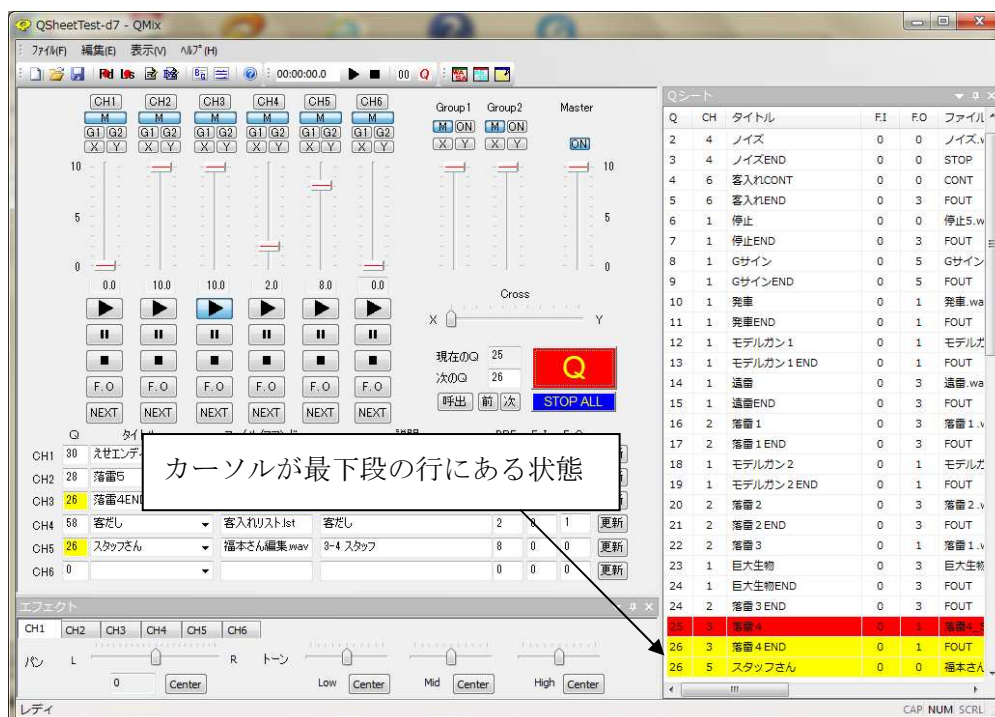 QSheetTest-d7 - QMix
ファイル(F) 編集(E) 表示(V) ヘルプ(H)
00:00:00.0 00 Q
CH1 CH2 CH3 CH4 CH5 CH6 Group1 Group2 Master
M M M M M M M ON M ON
G1 G2 G1 G2 G1 G2 G1 G2 G1 G2 G1 G2
X Y X Y X Y X Y X Y X Y X Y X Y ON
10 10
5 5
0 0
0.0 10.0 10.0 2.0 8.0 0.0
Cross
X Y
現在のQ 25
次のQ 26
Q
F.O F.O F.O F.O F.O F.O
呼出 前 次 STOP ALL
NEXT NEXT NEXT NEXT NEXT NEXT
Q
CH1 30 えせエンデ
CH2 28 落雷5
CH3 26 落雷4END
CH4 58 客だし 客入れリスト.lst 客だし 2 1 更新
CH5 26 スタッフさん 福本さん編集.wav 3-4 スタッフ 8 0 0 更新
CH6 0 0 0 0 更新
カーソルが最下段の行にある状態
エフェクト
CH1 CH2 CH3 CH4 CH5 CH6
パン L R トーン
0 Center Low Center Mid Center High Center
レディ
CAP NUM SCRL
Qシート
Q CH タイトル F.I F.O ファイル
2 4 ノイズ 0 0 ノイズ.
3 4 ノイズEND 0 0 STOP
4 6 客入れCONT 0 0 CONT
5 6 客入れEND 0 3 FOUT
6 1 停止 0 0 停止5.w
7 1 停止END 0 3 FOUT
8 1 Gサイン 0 5 Gサイン
9 1 GサインEND 0 5 FOUT
10 1 発車 0 1 発車.wa
11 1 発車END 0 1 FOUT
12 1 モデルガン1 0 1 モデルガ
13 1 モデルガン1END 0 1 FOUT
14 1 遠雷 0 3 遠雷.wa
15 1 遠雷END 0 3 FOUT
16 2 落雷1 0 3 落雷1.
17 2 落雷1END 0 3 FOUT
18 1 モデルガン2 0 1 モデルガ
19 1 モデルガン2END 0 1 FOUT
20 2 落雷2 0 3 落雷2.
21 2 落雷2END 0 3 FOUT
22 2 落雷3 0 1 落雷1.
23 1 巨大生物 0 3 巨大生物
24 1 巨大生物END 0 3 FOUT
24 2 落雷3END 0 3 FOUT
25 3 落雷4 0 1 落雷4_
26 3 落雷4END 0 1 FOUT
26 5 スタッフさん 0 0 福本さん